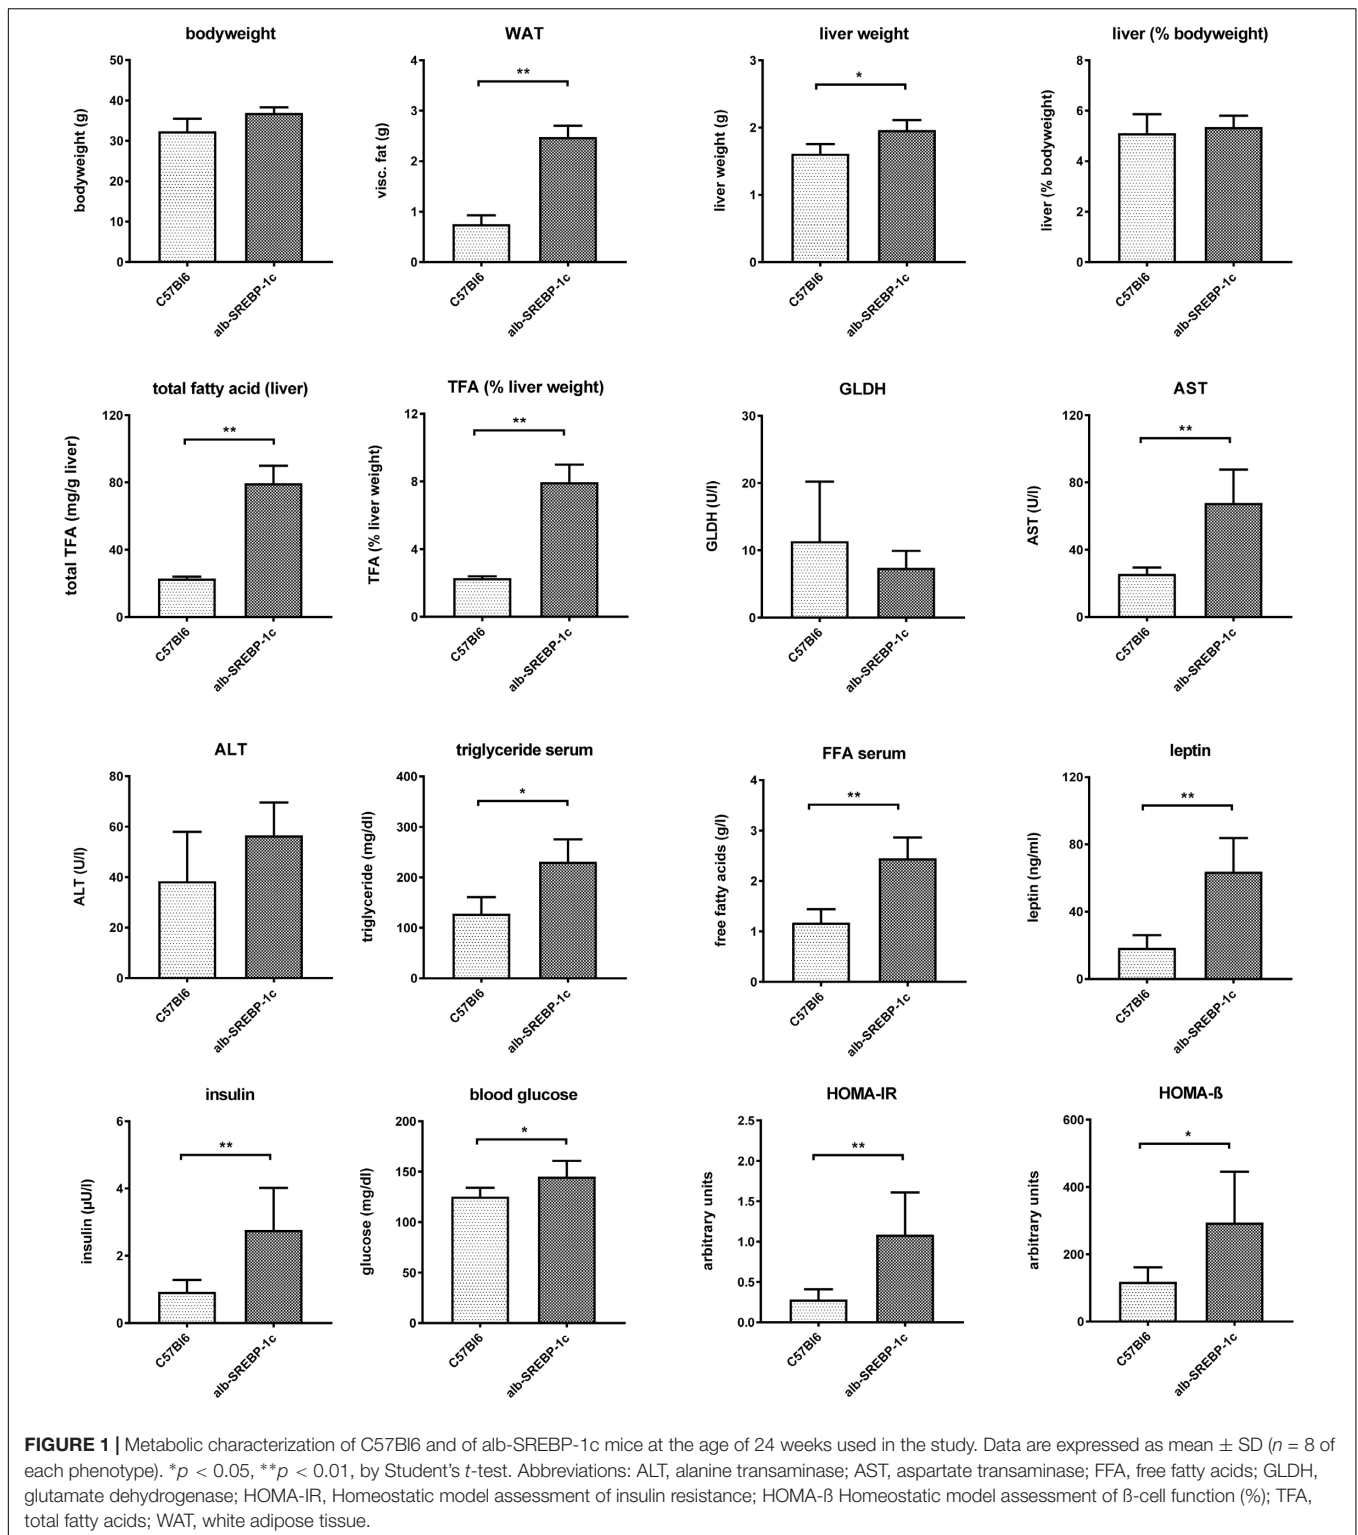 bodyweight
bodyweight (g)
50
40
30
20
10
0
C57Bl6
alb-SREBP-1c
WAT
visc. fat (g)
4
3
2
1
0
**
C57Bl6
alb-SREBP-1c
liver weight
liver weight (g)
3
2
1
0
*
C57Bl6
alb-SREBP-1c
liver (% bodyweight)
liver (% bodyweight)
8
6
4
2
0
C57Bl6
alb-SREBP-1c
total fatty acid (liver)
total TFA (mg/g liver)
120
80
40
0
**
C57Bl6
alb-SREBP-1c
TFA (% liver weight)
TFA (% liver weight)
12
8
4
0
**
C57Bl6
alb-SREBP-1c
GLDH
GLDH (U/l)
30
20
10
0
C57Bl6
alb-SREBP-1c
AST
AST (U/l)
120
80
40
0
**
C57Bl6
alb-SREBP-1c
ALT
ALT (U/l)
80
60
40
20
0
C57Bl6
alb-SREBP-1c
triglyceride serum
triglyceride (mg/dl)
400
300
200
100
0
*
C57Bl6
alb-SREBP-1c
FFA serum
free fatty acids (g/l)
4
3
2
1
0
**
C57Bl6
alb-SREBP-1c
leptin
leptin (ng/ml)
120
80
40
0
**
C57Bl6
alb-SREBP-1c
insulin
insulin (µU/l)
6
4
2
0
**
C57Bl6
alb-SREBP-1c
blood glucose
glucose (mg/dl)
200
150
100
50
0
*
C57Bl6
alb-SREBP-1c
HOMA-IR
arbitrary units
2.5
2.0
1.5
1.0
0.5
0.0
**
C57Bl6
alb-SREBP-1c
HOMA-ß
arbitrary units
600
400
200
0
*
C57Bl6
alb-SREBP-1c
FIGURE 1 | Metabolic characterization of C57Bl6 and of alb-SREBP-1c mice at the age of 24 weeks used in the study. Data are expressed as mean ± SD (n = 8 of
each phenotype). *p < 0.05, **p < 0.01, by Student's t-test. Abbreviations: ALT, alanine transaminase; AST, aspartate transaminase; FFA, free fatty acids; GLDH,
glutamate dehydrogenase; HOMA-IR, Homeostatic model assessment of insulin resistance; HOMA-ß Homeostatic model assessment of ß-cell function (%); TFA,
total fatty acids; WAT, white adipose tissue.